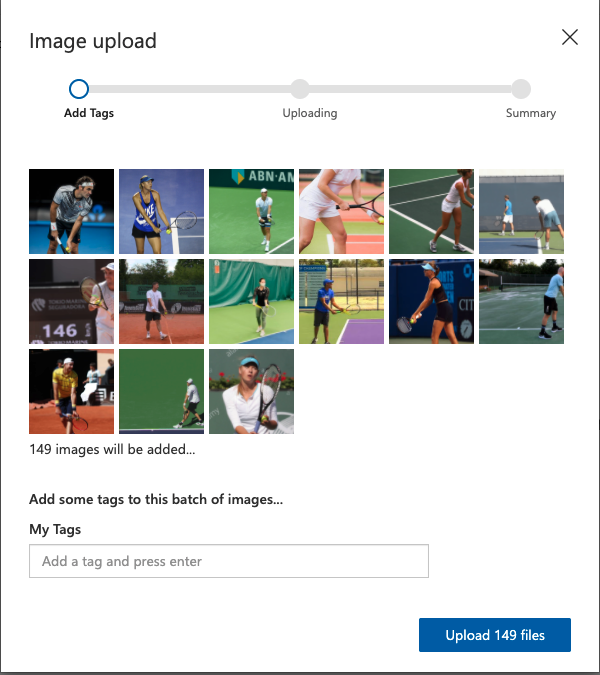 Image upload
Add Tags
Uploading
Summary
ABN·AM
146
149 images will be added...
Add some tags to this batch of images...
My Tags
Add a tag and press enter
Upload 149 files